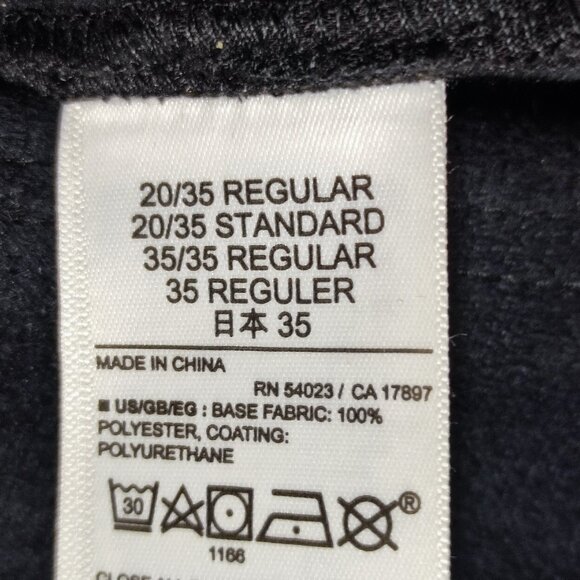 20/35 REGULAR
20/35 STANDARD
35/35 REGULAR
35 REGULER
日本 35
MADE IN CHINA
RN 54023 / CA 17897
■ US/GB/EG : BASE FABRIC: 100%
POLYESTER, COATING:
POLYURETHANE
30
®
1166
CLOSE